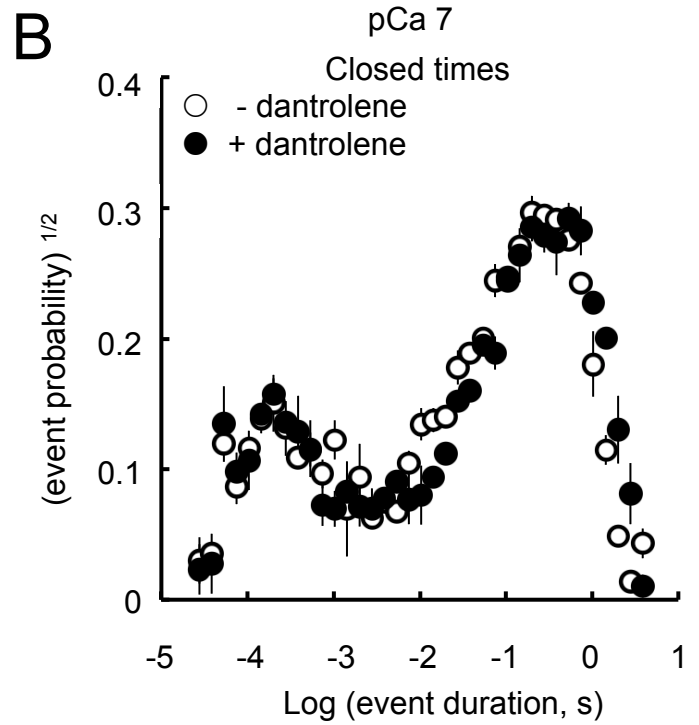 B
pCa 7
Closed times
- dantrolene
+ dantrolene
0.4
0.3
0.2
0.1
0
(event probability) 1/2
-5 -4 -3 -2 -1 0 1
Log (event duration, s)